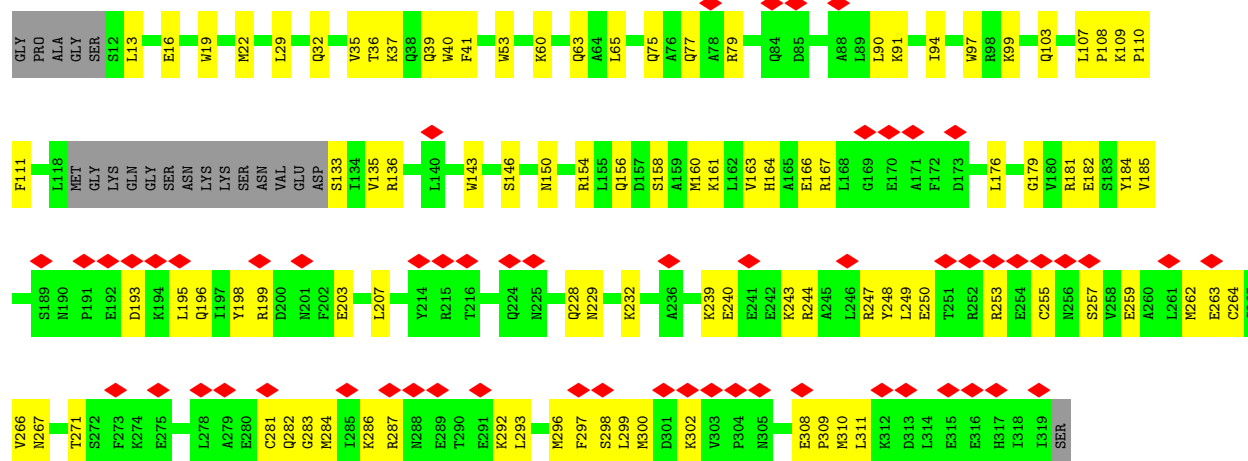 GLY PRO ALA GLY SER S12 L13 E16 W19 M22 L29 Q32 V35 T36 K37 Q38 Q39 W40 F41 W53 K60 Q63 A64 L65 Q75 A76 Q77 A78 R79 Q84 D85 A88 L89 L90 K91 I94 W97 R98 K99 Q103 L107 P108 K109 P110
F111 L118 MET GLY LYS GLN GLY SER ASN LYS LYS SER ASN VAL GLU ASP S133 I134 V135 R136 L140 W143 S146 N150 R154 L155 Q156 D157 S158 A159 M160 K161 L162 V163 H164 A165 E166 R167 L168 G169 E170 A171 F172 D173 L176 G179 V180 R181 E182 S183 Y184 V185
S189 N190 P191 E192 D193 K194 L195 Q196 I197 Y198 R199 D200 N201 F202 E203 L207 Y214 R215 T216 Q224 N225 Q228 N229 K232 A236 K239 E240 E241 E242 K243 R244 A245 L246 R247 Y248 L249 E250 T251 R252 R253 E254 C255 N256 S257 V258 E259 A260 L261 M262 E263 C264
V266 N267 T271 S272 F273 K274 E275 L278 A279 E280 C281 Q282 G283 M284 I285 K286 R287 N288 E289 T290 E291 K292 L293 M296 F297 S298 L299 M300 D301 K302 V303 P304 N305 E308 P309 M310 L311 K312 D313 L314 E315 E316 H317 I318 I319 SER